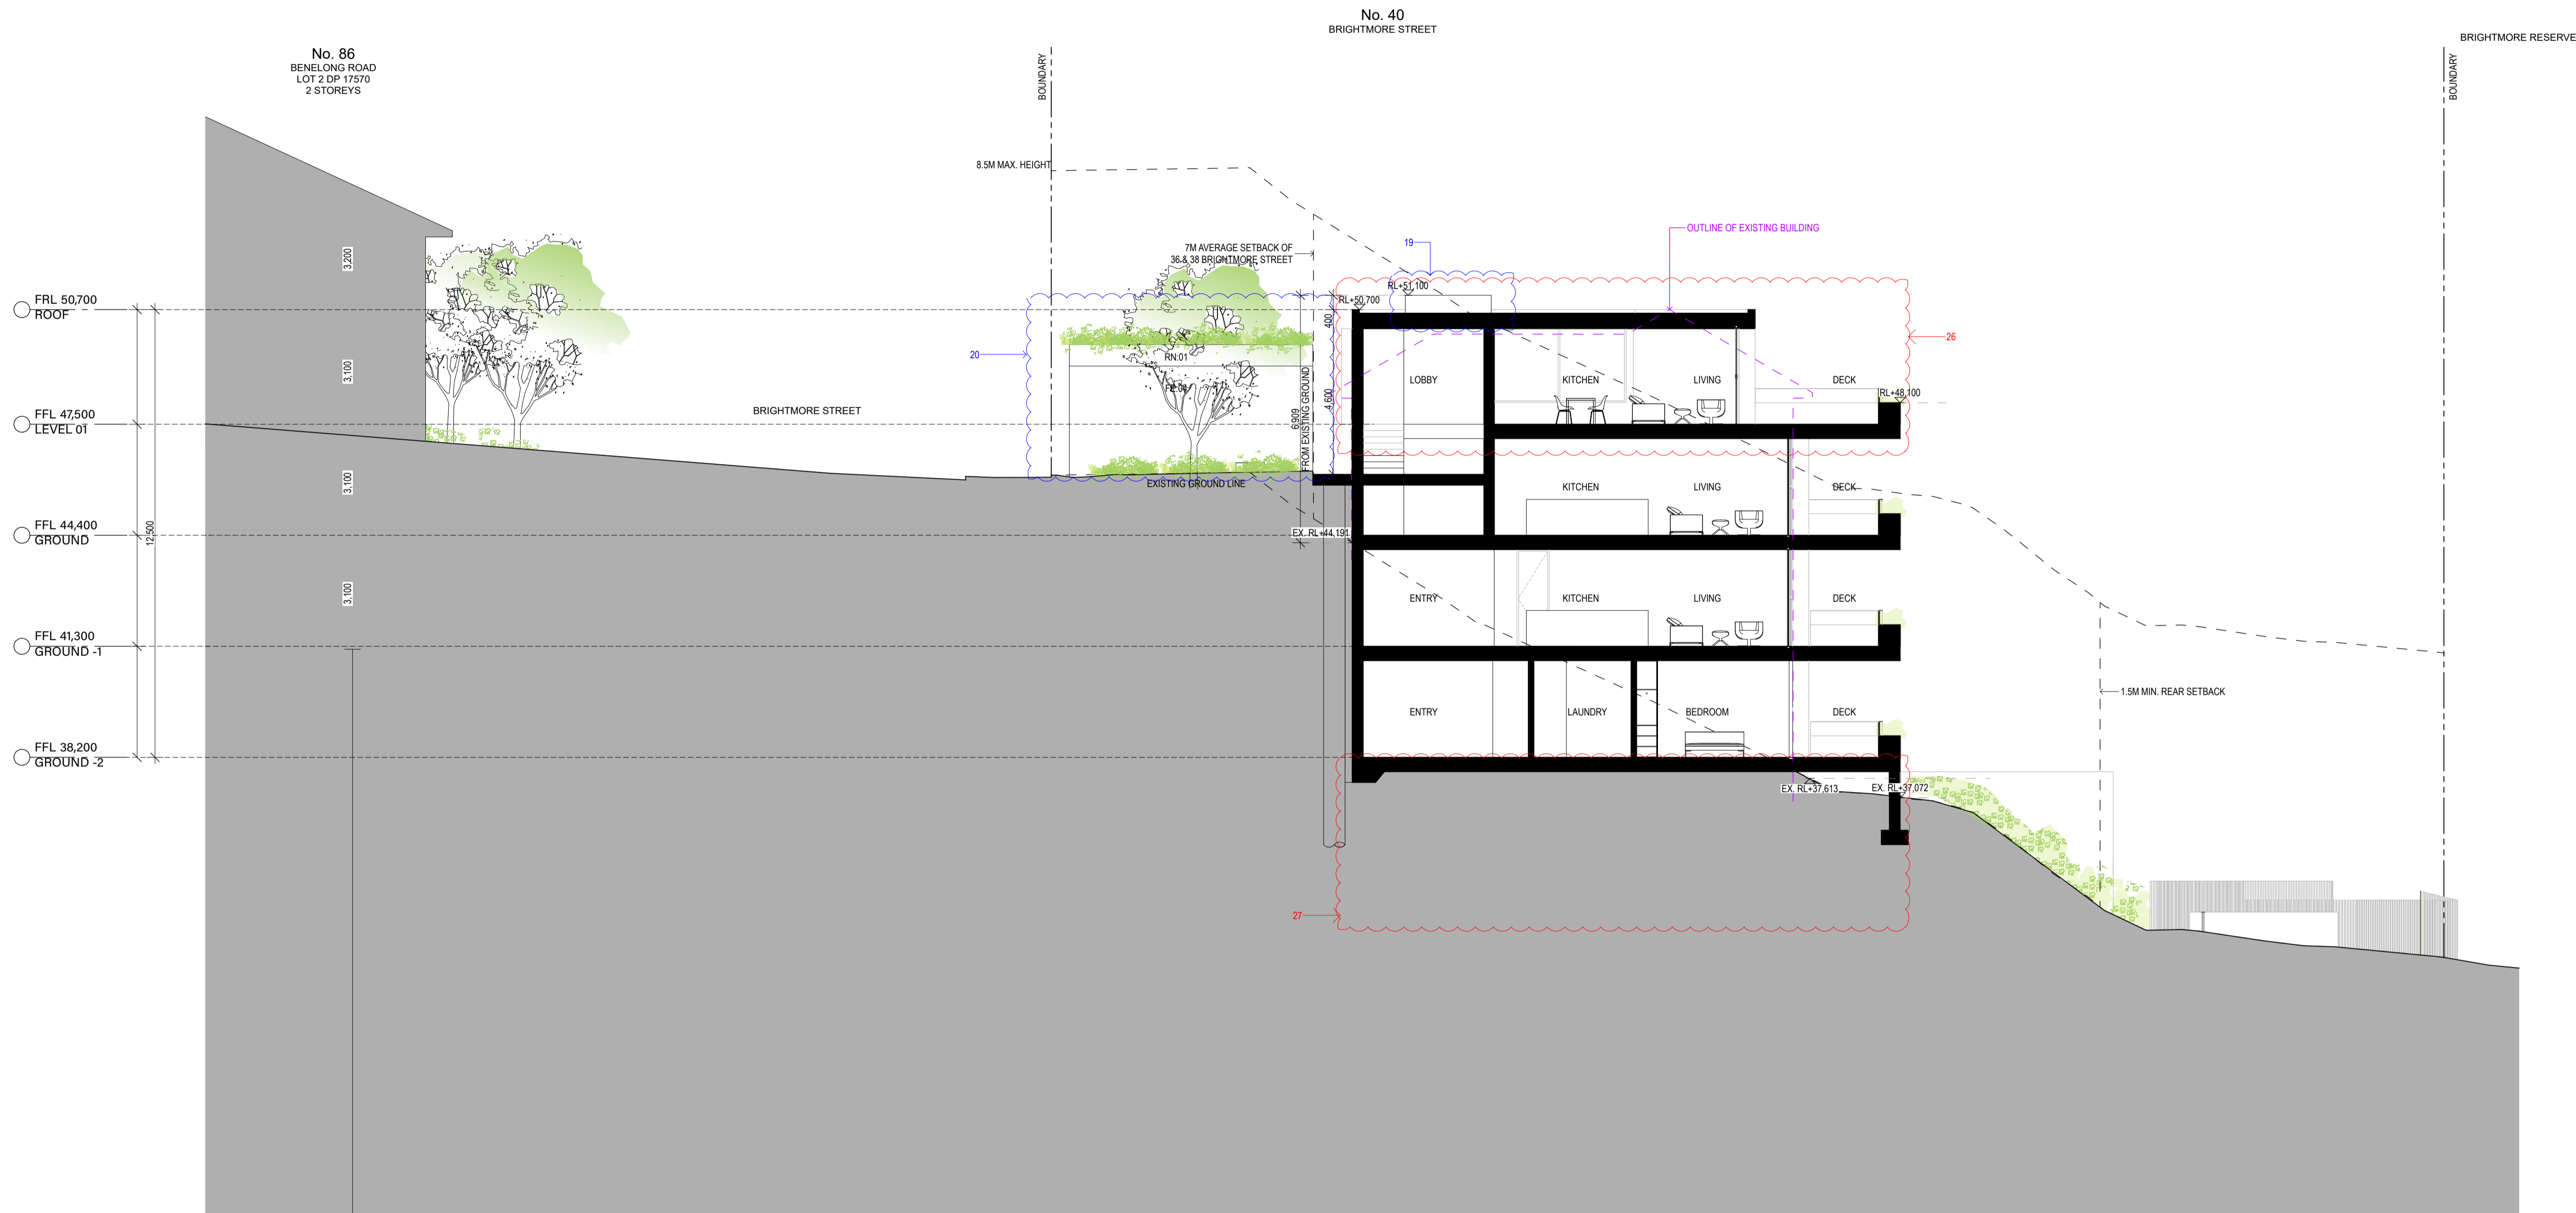 No. 40
BRIGHTMORE STREET
BRIGHTMORE RESERVE
No. 86
BENELONG ROAD
LOT 2 DP 17570
2 STOREYS
BOUNDARY
BOUNDARY
8.5M MAX. HEIGHT
OUTLINE OF EXISTING BUILDING
19
7M AVERAGE SETBACK OF
36 & 38 BRIGHTMORE STREET
3,200
RL+51,100
RL+50,700
FRL 50,700
ROOF
400
26
20
RN:01
3,100
LOBBY
KITCHEN
LIVING
DECK
RL+48,100
4,600
6,909
FROM EXISTING GROUND
BRIGHTMORE STREET
FFL 47,500
LEVEL 01
EXISTING GROUND LINE
3,100
KITCHEN
LIVING
DECK
FFL 44,400
GROUND
12,500
EX. RL+44,191
3,100
ENTRY
KITCHEN
LIVING
DECK
FFL 41,300
GROUND -1
1.5M MIN. REAR SETBACK
ENTRY
LAUNDRY
BEDROOM
DECK
FFL 38,200
GROUND -2
EX. RL+37,613
EX. RL+37,072
27